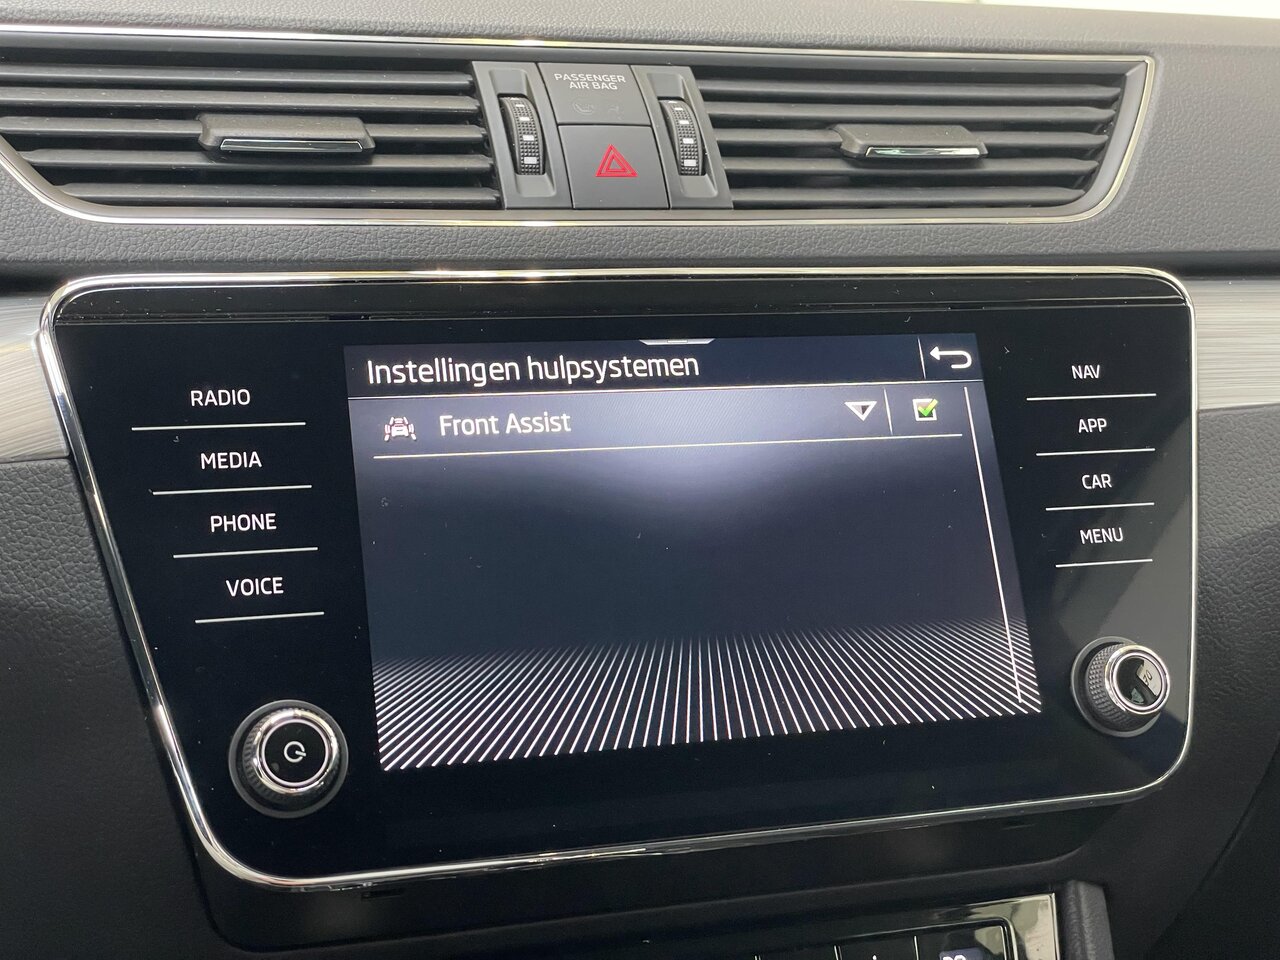 PASSENGER
AIR BAG
Instellingen hulpsystemen
Front Assist
RADIO
MEDIA
PHONE
VOICE
NAV
APP
CAR
MENU